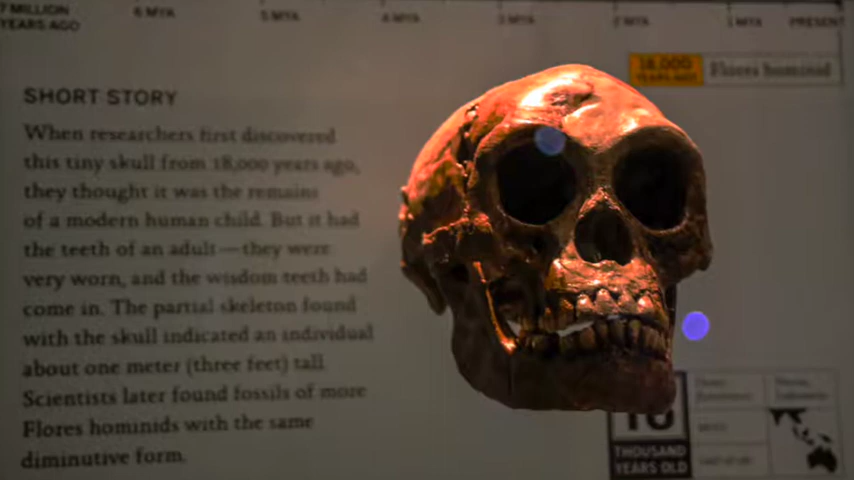 7 MILLION
YEARS AGO
6 MYA
5 MYA
4 MYA
3 MYA
2 MYA
1 MYA
PRESENT
18,000
YEARS AGO
Flores hominid
SHORT STORY
When researchers first discovered
this tiny skull from 18,000 years ago,
they thought it was the remains
of a modern human child. But it had
the teeth of an adult—they were
very worn, and the wisdom teeth had
come in. The partial skeleton found
with the skull indicated an individual
about one meter (three feet) tall.
Scientists later found fossils of more
Flores hominids with the same
diminutive form.
18
THOUSAND
YEARS OLD